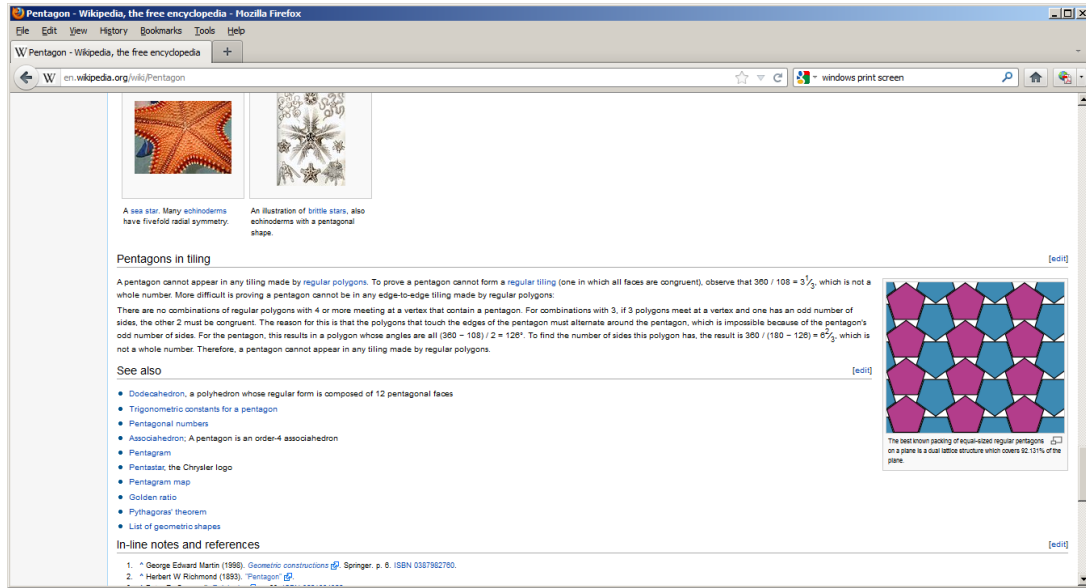 Pentagon - Wikipedia, the free encyclopedia - Mozilla Firefox
File Edit View History Bookmarks Tools Help
W Pentagon - Wikipedia, the free encyclopedia +
W en.wikipedia.org/wiki/Pentagon windows print screen
A sea star. Many echinoderms
have fivefold radial symmetry.
An illustration of brittle stars, also
echinoderms with a pentagonal
shape.
Pentagons in tiling [edit]
A pentagon cannot appear in any tiling made by regular polygons. To prove a pentagon cannot form a regular tiling (one in which all faces are congruent), observe that 360 / 108 = 3 1/3, which is not a
whole number. More difficult is proving a pentagon cannot be in any edge-to-edge tiling made by regular polygons:
There are no combinations of regular polygons with 4 or more meeting at a vertex that contain a pentagon. For combinations with 3, if 3 polygons meet at a vertex and one has an odd number of
sides, the other 2 must be congruent. The reason for this is that the polygons that touch the edges of the pentagon must alternate around the pentagon, which is impossible because of the pentagon's
odd number of sides. For the pentagon, this results in a polygon whose angles are all (360 − 108) / 2 = 126°. To find the number of sides this polygon has, the result is 360 / (180 − 126) = 6 2/3, which is
not a whole number. Therefore, a pentagon cannot appear in any tiling made by regular polygons.
The best known packing of equal-sized regular pentagons
on a plane is a dual lattice structure which covers 92.131% of the
plane.
See also [edit]
Dodecahedron, a polyhedron whose regular form is composed of 12 pentagonal faces
Trigonometric constants for a pentagon
Pentagonal numbers
Associahedron; A pentagon is an order-4 associahedron
Pentagram
Pentastar, the Chrysler logo
Pentagram map
Golden ratio
Pythagoras' theorem
List of geometric shapes
In-line notes and references [edit]
1. ^ George Edward Martin (1998). Geometric constructions. Springer. p. 6. ISBN 0387982760.
2. ^ Herbert W Richmond (1893). "Pentagon".